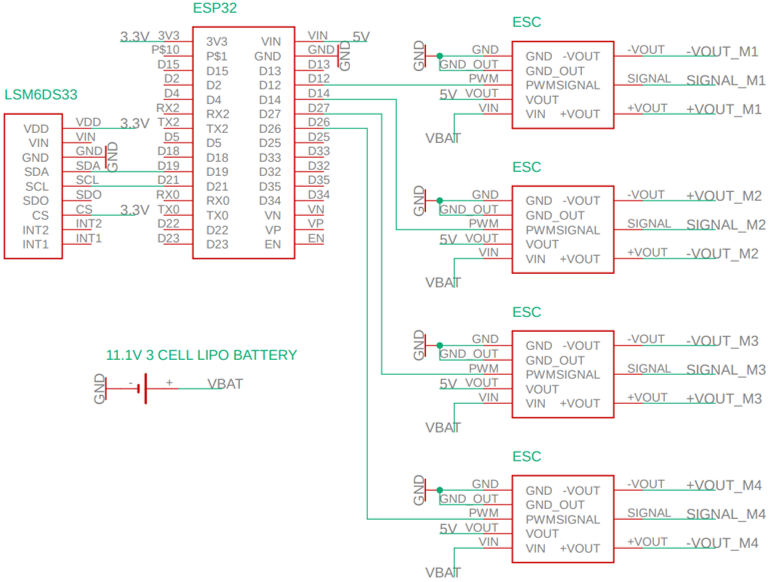 ESP32
3.3V 3V3 3V3 VIN VIN 5V
P$10 P$1 GND GND GND
D15 D15 D13 D13
D2 D2 D12 D12
D4 D4 D14 D14
RX2 RX2 D27 D27
TX2 TX2 D26 D26
D5 D5 D25 D25
D18 D18 D33 D33
D19 D19 D32 D32
D21 D21 D35 D35
RX0 RX0 D34 D34
TX0 TX0 VN VN
D22 D22 VP VP
D23 D23 EN EN
LSM6DS33
VDD VDD 3.3V
VIN VIN
GND GND GND
SDA SDA
SCL SCL
SDO SDO
CS CS 3.3V
INT2 INT2
INT1 INT1
11.1V 3 CELL LIPO BATTERY
GND - + VBAT
ESC
GND GND GND -VOUT -VOUT -VOUT_M1
GND_OUT GND_OUT
PWM PWMSIGNAL SIGNAL SIGNAL_M1
5V VOUT VOUT
VIN VIN +VOUT +VOUT +VOUT_M1
VBAT
ESC
GND GND GND -VOUT -VOUT +VOUT_M2
GND_OUT GND_OUT
PWM PWMSIGNAL SIGNAL SIGNAL_M2
5V VOUT VOUT
VIN VIN +VOUT +VOUT -VOUT_M2
VBAT
ESC
GND GND GND -VOUT -VOUT -VOUT_M3
GND_OUT GND_OUT
PWM PWMSIGNAL SIGNAL SIGNAL_M3
5V VOUT VOUT
VIN VIN +VOUT +VOUT +VOUT_M3
VBAT
ESC
GND GND GND -VOUT -VOUT +VOUT_M4
GND_OUT GND_OUT
PWM PWMSIGNAL SIGNAL SIGNAL_M4
5V VOUT VOUT
VIN VIN +VOUT +VOUT -VOUT_M4
VBAT